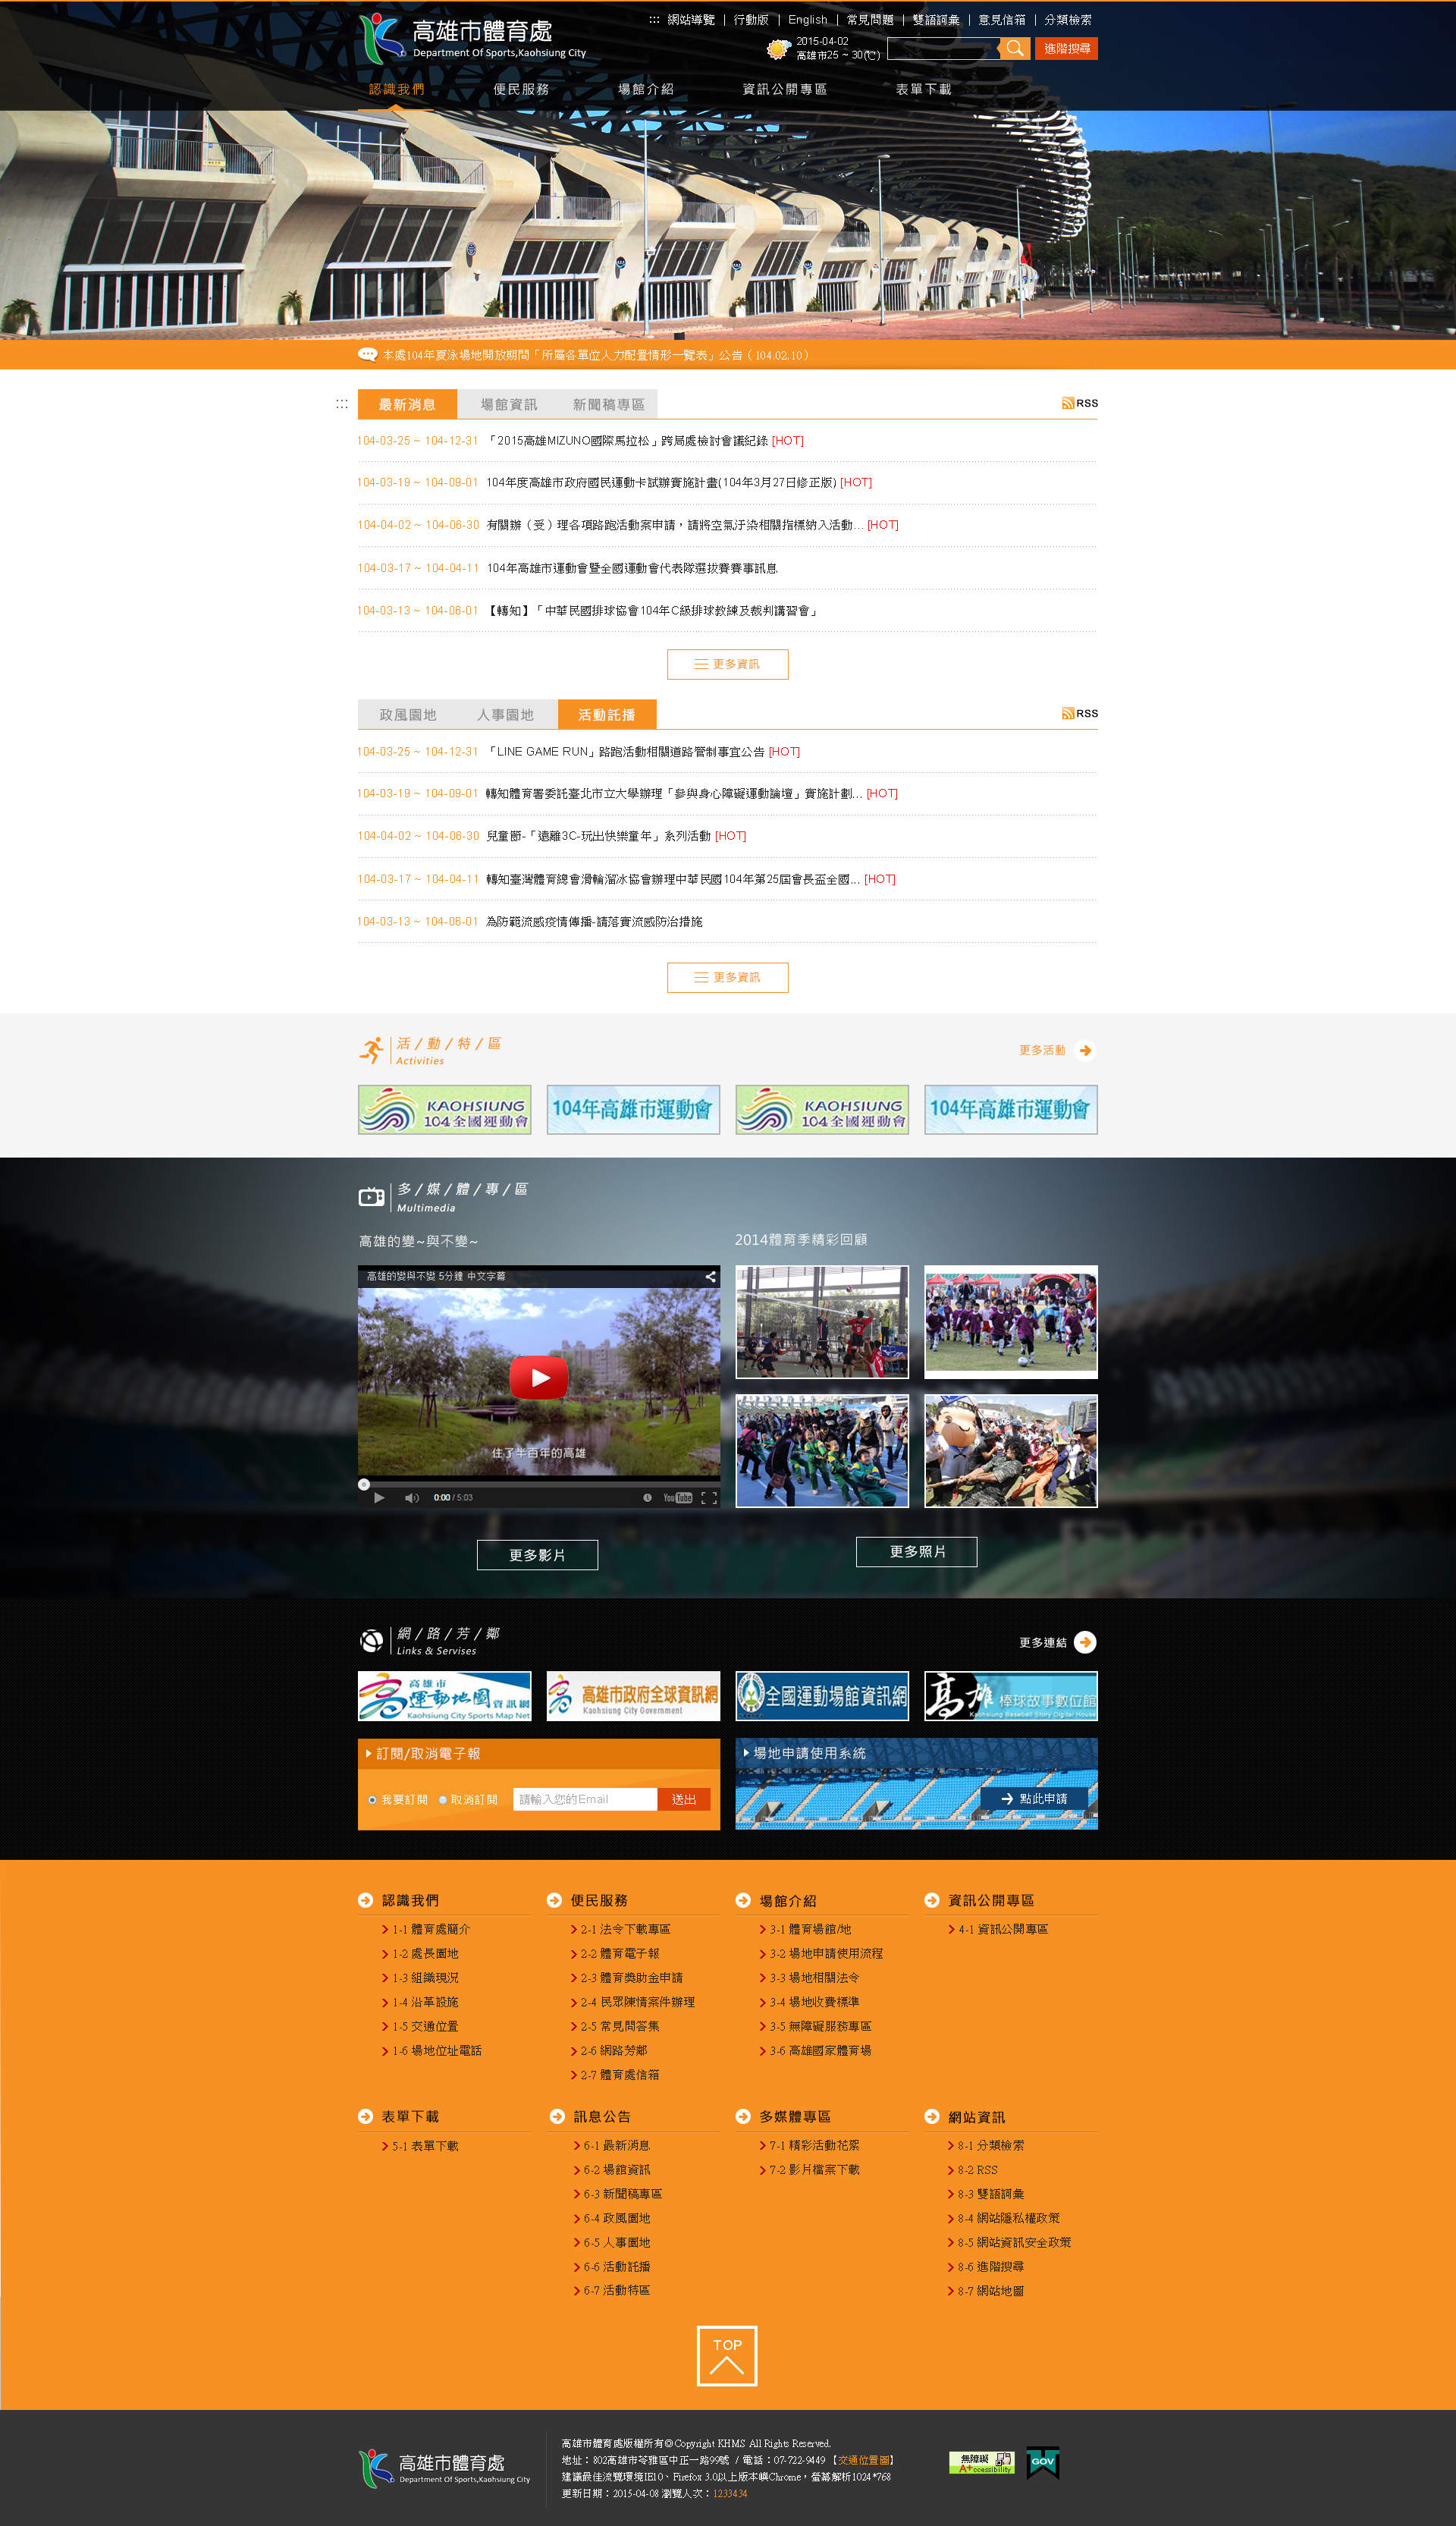 高雄市體育處
Department Of Sports,Kaohsiung City
::: 網站導覽 | 行動版 | English | 常見問題 | 雙語詞彙 | 意見信箱 | 分類檢索
2015-04-02
高雄市25 ~ 30(℃)
進階搜尋
認識我們 便民服務 場館介紹 資訊公開專區 表單下載
本處104年夏泳場地開放期間「所屬各單位人力配置情形一覽表」公告（104.02.10）
::: 最新消息 場館資訊 新聞稿專區 RSS
104-03-25 ~ 104-12-31 「2015高雄MIZUNO國際馬拉松」跨局處檢討會議紀錄 [HOT]
104-03-19 ~ 104-09-01 104年度高雄市政府國民運動卡試辦實施計畫(104年3月27日修正版) [HOT]
104-04-02 ~ 104-06-30 有關辦（受）理各項路跑活動案申請，請將空氣汙染相關指標納入活動... [HOT]
104-03-17 ~ 104-04-11 104年高雄市運動會暨全國運動會代表隊選拔賽賽事訊息
104-03-13 ~ 104-06-01 【轉知】「中華民國排球協會104年C級排球教練及裁判講習會」
更多資訊
政風園地 人事園地 活動託播 RSS
104-03-25 ~ 104-12-31 「LINE GAME RUN」路跑活動相關道路管制事宜公告 [HOT]
104-03-19 ~ 104-09-01 轉知體育署委託臺北市立大學辦理「參與身心障礙運動論壇」實施計劃... [HOT]
104-04-02 ~ 104-06-30 兒童節-「遠離3C-玩出快樂童年」系列活動 [HOT]
104-03-17 ~ 104-04-11 轉知臺灣體育總會滑輪溜冰協會辦理中華民國104年第25屆會長盃全國... [HOT]
104-03-13 ~ 104-06-01 為防範流感疫情傳播-請落實流感防治措施
更多資訊
活/動/特/區
Activities
更多活動
KAOHSIUNG
104全國運動會
104年高雄市運動會
KAOHSIUNG
104全國運動會
104年高雄市運動會
多/媒/體/專/區
Multimedia
高雄的變~與不變~
2014體育季精彩回顧
高雄的變與不變 5分鐘 中文字幕
住了半百年的高雄
0:00 / 5:03 YouTube
更多影片
更多照片
網/路/芳/鄰
Links & Servises
更多連結
高雄市
運動地圖資訊網
Kaohsiung City Sports Map Net
高雄市政府全球資訊網
Kaohsiung City Government
全國運動場館資訊網
高雄 棒球故事數位館
Kaohsiung Baseball Story Digital House
訂閱/取消電子報
我要訂閱 取消訂閱 請輸入您的Email 送出
場地申請使用系統
點此申請
認識我們
1-1 體育處簡介
1-2 處長園地
1-3 組織現況
1-4 沿革設施
1-5 交通位置
1-6 場地位址電話
便民服務
2-1 法令下載專區
2-2 體育電子報
2-3 體育獎助金申請
2-4 民眾陳情案件辦理
2-5 常見問答集
2-6 網路芳鄰
2-7 體育處信箱
場館介紹
3-1 體育場館/地
3-2 場地申請使用流程
3-3 場地相關法令
3-4 場地收費標準
3-5 無障礙服務專區
3-6 高雄國家體育場
資訊公開專區
4-1 資訊公開專區
表單下載
5-1 表單下載
訊息公告
6-1 最新消息
6-2 場館資訊
6-3 新聞稿專區
6-4 政風園地
6-5 人事園地
6-6 活動託播
6-7 活動特區
多媒體專區
7-1 精彩活動花絮
7-2 影片檔案下載
網站資訊
8-1 分類檢索
8-2 RSS
8-3 雙語詞彙
8-4 網站隱私權政策
8-5 網站資訊安全政策
8-6 進階搜尋
8-7 網站地圖
TOP
高雄市體育處
Department Of Sports,Kaohsiung City
高雄市體育處版權所有©Copyright KHMS All Rights Reserved.
地址：802高雄市苓雅區中正一路99號 / 電話：07-722-9449 【交通位置圖】
建議最佳流覽環境IE10、Firefox 3.0以上版本嶼Chrome，螢幕解析1024*768
更新日期：2015-04-08 瀏覽人次：1233434
無障礙
A+ccessibility
GOV